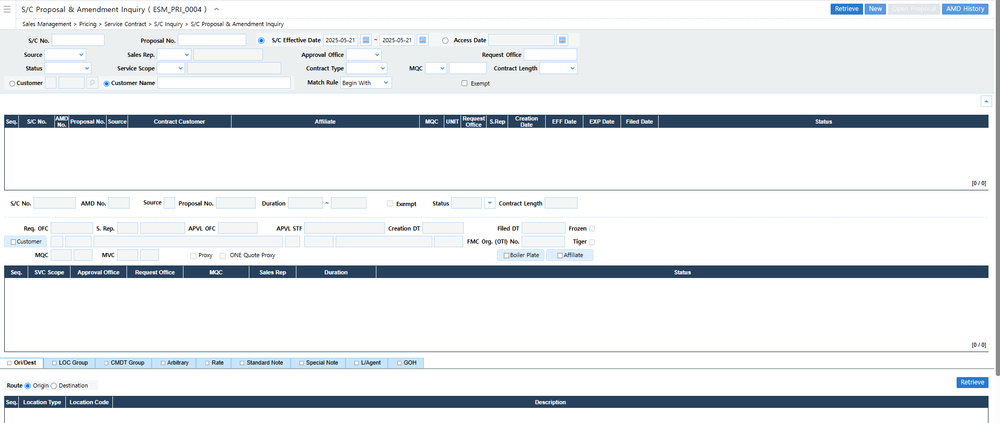 S/C Proposal & Amendment Inquiry ( ESM_PRI_0004 )
Retrieve New Open Proposal AMD History
Sales Management > Pricing > Service Contract > S/C Inquiry > S/C Proposal & Amendment Inquiry
S/C No. Proposal No. S/C Effective Date 2025-05-21 ~ 2025-05-21 Access Date
Source Sales Rep. Approval Office Request Office
Status Service Scope Contract Type MQC Contract Length
Customer Customer Name Match Rule Begin With Exempt
Seq. S/C No. AMD No. Proposal No. Source Contract Customer Affiliate MQC UNIT Request Office S.Rep Creation Date EFF Date EXP Date Filed Date Status
[0 / 0]
S/C No. AMD No. Source Proposal No. Duration ~ Exempt Status Contract Length
Req. OFC S. Rep. APVL OFC APVL STF Creation DT Filed DT Frozen
Customer FMC Org. (OTI) No. Tiger
MQC MVC Proxy ONE Quote Proxy Boiler Plate Affiliate
Seq. SVC Scope Approval Office Request Office MQC Sales Rep Duration Status
[0 / 0]
Ori/Dest LOC Group CMDT Group Arbitrary Rate Standard Note Special Note L/Agent GOH
Route Origin Destination Retrieve
Seq. Location Type Location Code Description